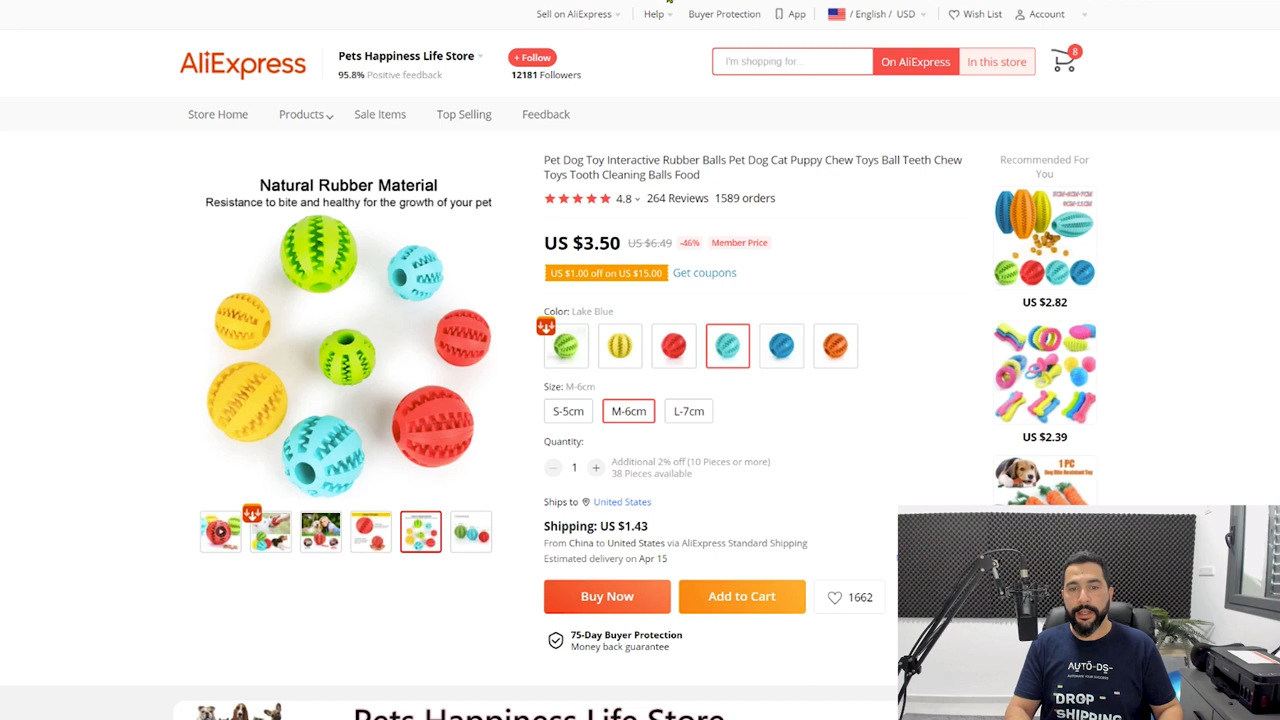 Sell on AliExpress
Help
Buyer Protection
App
/ English / USD
Wish List
Account
AliExpress
Pets Happiness Life Store
95.8% Positive feedback
+ Follow
12181 Followers
I'm shopping for...
On AliExpress
In this store
8
Store Home
Products
Sale Items
Top Selling
Feedback
Natural Rubber Material
Resistance to bite and healthy for the growth of your pet
Pet Dog Toy Interactive Rubber Balls Pet Dog Cat Puppy Chew Toys Ball Teeth Chew
Toys Tooth Cleaning Balls Food
4.8
264 Reviews
1589 orders
US $3.50
US $6.49
-46%
Member Price
US $1.00 off on US $15.00
Get coupons
Color: Lake Blue
Size: M-6cm
S-5cm
M-6cm
L-7cm
Quantity:
1
Additional 2% off (10 Pieces or more)
38 Pieces available
Ships to
United States
Shipping: US $1.43
From China to United States via AliExpress Standard Shipping
Estimated delivery on Apr 15
Buy Now
Add to Cart
1662
75-Day Buyer Protection
Money back guarantee
Recommended For
You
US $2.82
US $2.39
1 PC
AUTO-DS-
DROP
SHIPPING
Pets Happiness Life Store